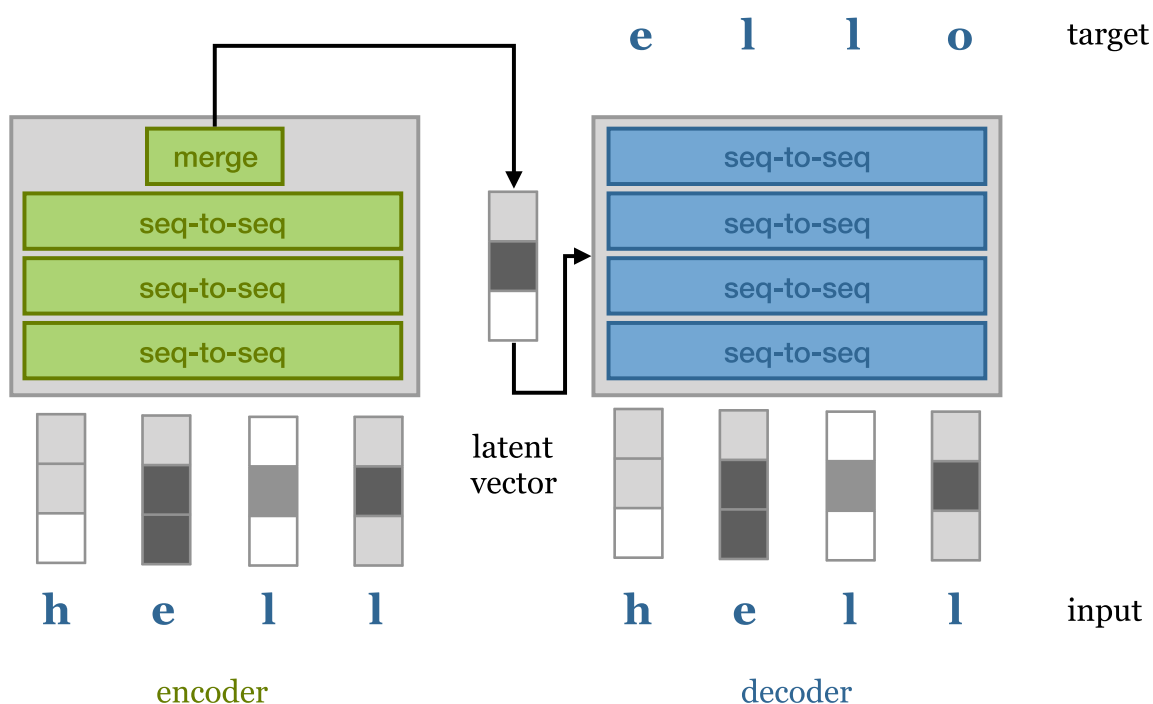 e l l o target
merge
seq-to-seq
seq-to-seq
seq-to-seq
seq-to-seq
seq-to-seq
seq-to-seq
seq-to-seq
latent
vector
h e l l
h e l l
input
encoder
decoder